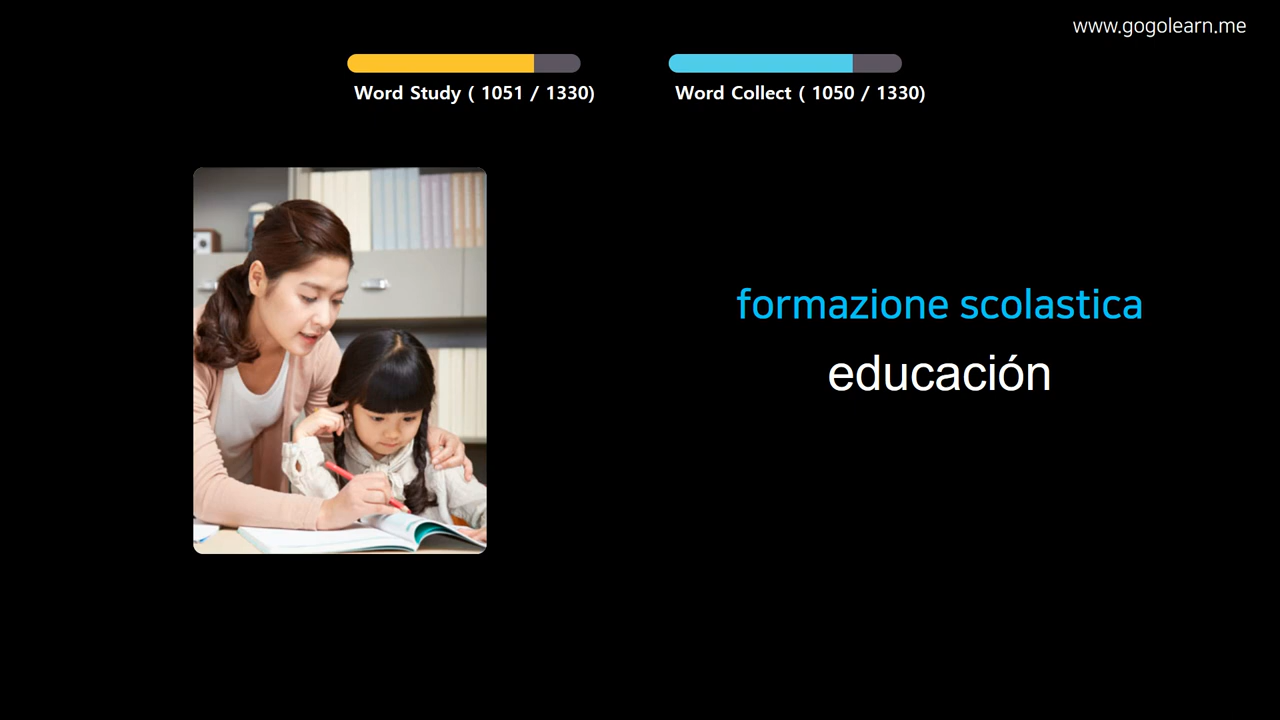 www.gogolearn.me
Word Study ( 1051 / 1330)
Word Collect ( 1050 / 1330)
formazione scolastica
educación